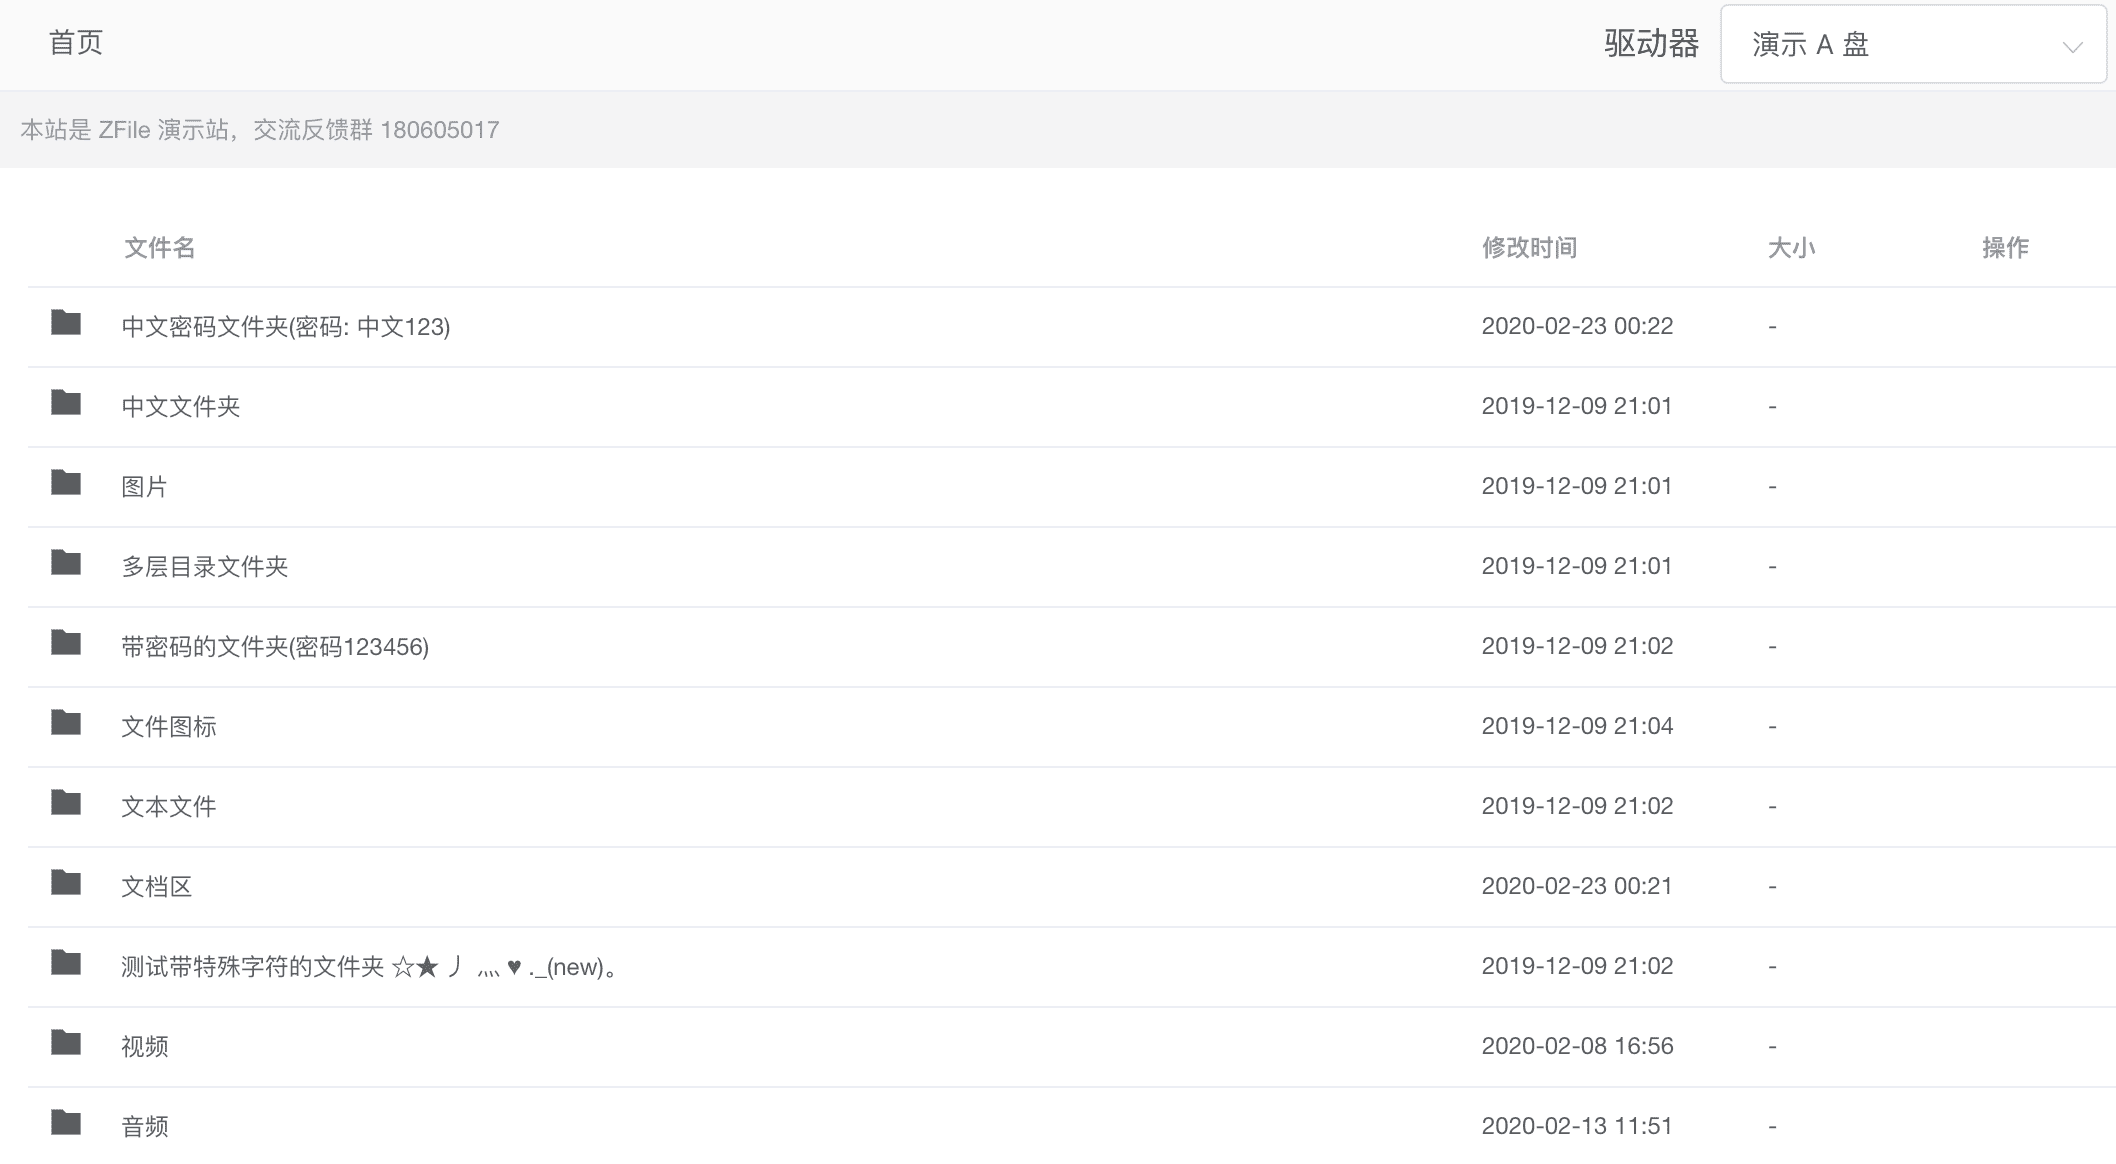 首页 驱动器 演示 A 盘
本站是 ZFile 演示站，交流反馈群 180605017
文件名 修改时间 大小 操作
中文密码文件夹(密码: 中文123) 2020-02-23 00:22 -
中文文件夹 2019-12-09 21:01 -
图片 2019-12-09 21:01 -
多层目录文件夹 2019-12-09 21:01 -
带密码的文件夹(密码123456) 2019-12-09 21:02 -
文件图标 2019-12-09 21:04 -
文本文件 2019-12-09 21:02 -
文档区 2020-02-23 00:21 -
测试带特殊字符的文件夹 ☆★ 丿 灬 ♥ ._(new)。 2019-12-09 21:02 -
视频 2020-02-08 16:56 -
音频 2020-02-13 11:51 -